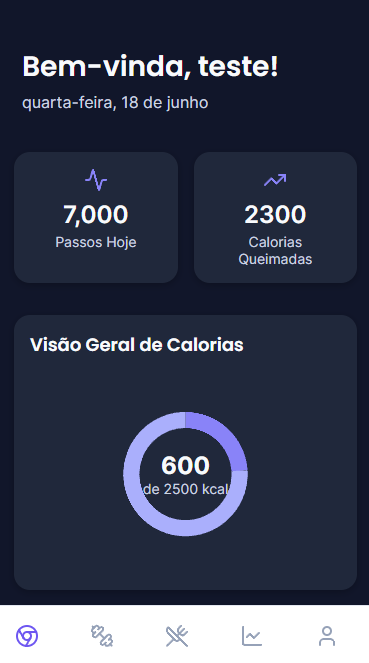 Bem-vinda, teste!
quarta-feira, 18 de junho
7,000
Passos Hoje
2300
Calorias
Queimadas
Visão Geral de Calorias
600
de 2500 kcal